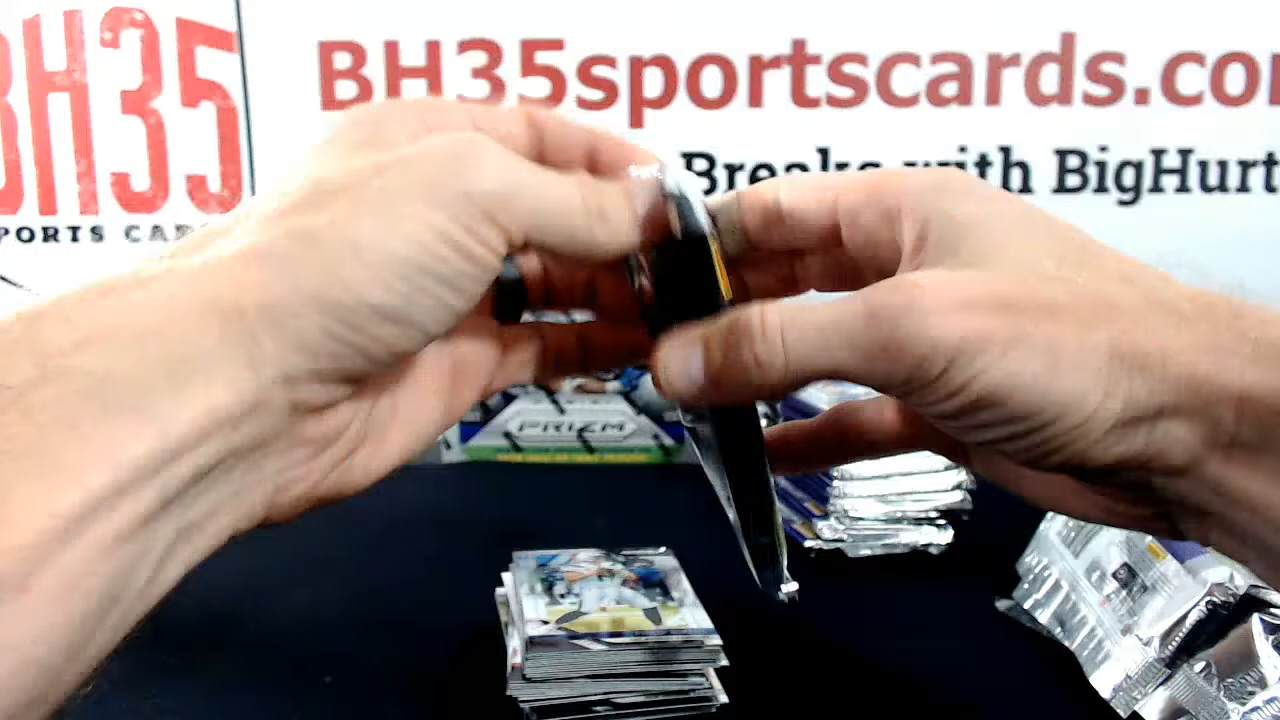 BH35
PORTS CAR
BH35sportscards.co
Breaks with BigHurt
PRIZM